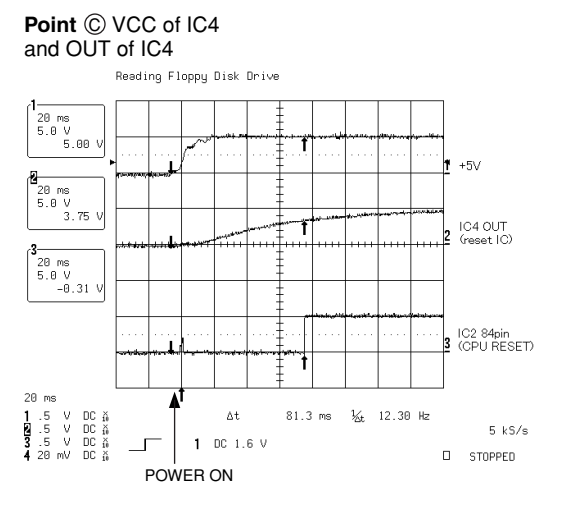 Point Ⓒ VCC of IC4
and OUT of IC4
Reading Floppy Disk Drive
1
20 ms
5.0 V
5.00 V
2
20 ms
5.0 V
3.75 V
3
20 ms
5.0 V
-0.31 V
1 +5V
2 IC4 OUT
(reset IC)
3 IC2 84pin
(CPU RESET)
20 ms
1 .5 V DC
2 .5 V DC
3 .5 V DC
4 20 mV DC
Δt 81.3 ms 1/Δt 12.30 Hz
1 DC 1.6 V
5 kS/s
STOPPED
POWER ON